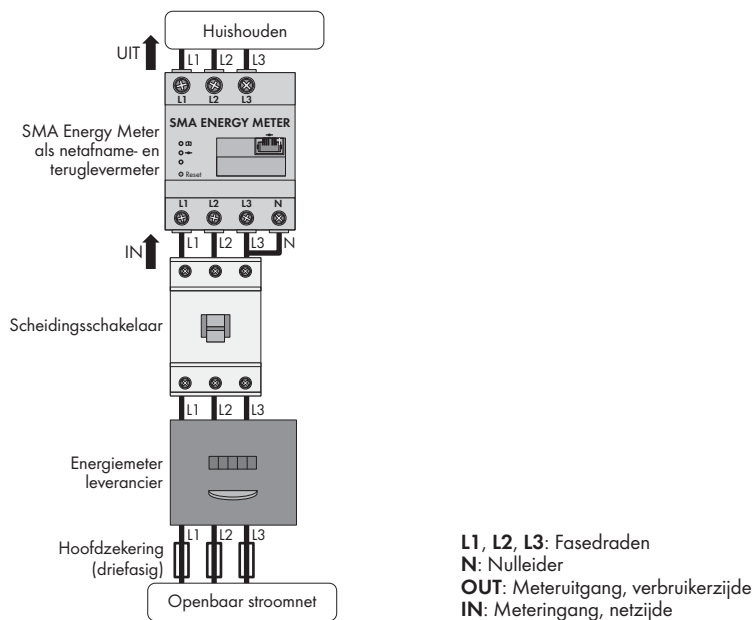 Huishouden
UIT
L1 L2 L3
L1 L2 L3
SMA ENERGY METER
SMA Energy Meter
als netafname- en
teruglevermeter
Reset
L1 L2 L3 N
IN
L1 L2 L3 N
Scheidingsschakelaar
L1 L2 L3
Energiemeter
leverancier
L1 L2 L3
Hoofdzekering
(driefasig)
Openbaar stroomnet
L1, L2, L3: Fasedraden
N: Nulleider
OUT: Meteruitgang, verbruikerzijde
IN: Meteringang, netzijde